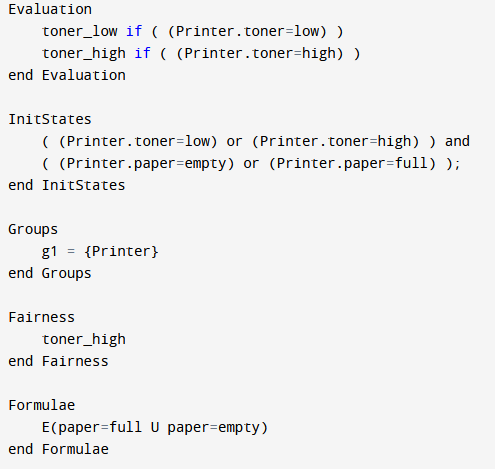 Evaluation
    toner_low if ( (Printer.toner=low) )
    toner_high if ( (Printer.toner=high) )
end Evaluation

InitStates
    ( (Printer.toner=low) or (Printer.toner=high) ) and
    ( (Printer.paper=empty) or (Printer.paper=full) );
end InitStates

Groups
    g1 = {Printer}
end Groups

Fairness
    toner_high
end Fairness

Formulae
    E(paper=full U paper=empty)
end Formulae